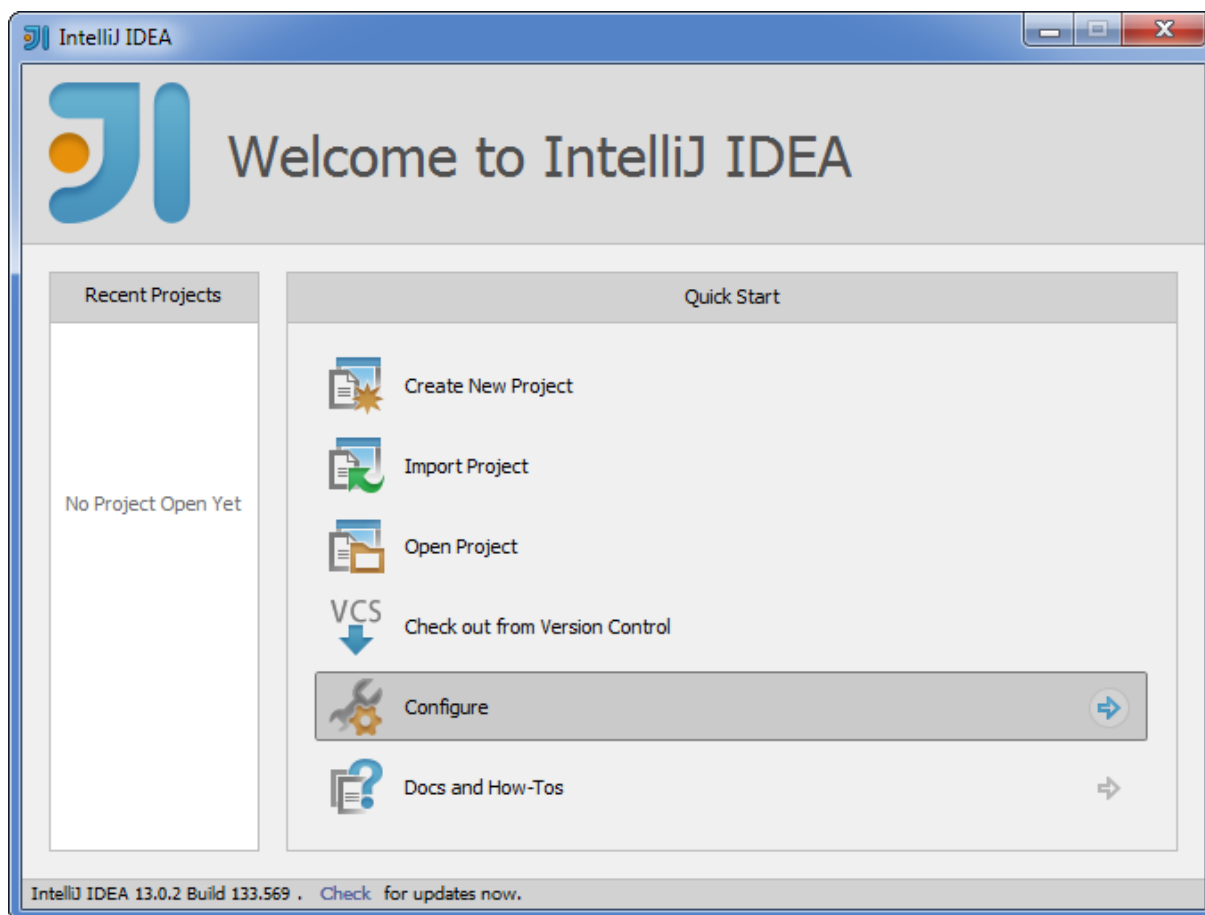 IntelliJ IDEA
Welcome to IntelliJ IDEA
Recent Projects
No Project Open Yet
Quick Start
Create New Project
Import Project
Open Project
VCS
Check out from Version Control
Configure
Docs and How-Tos
IntelliJ IDEA 13.0.2 Build 133.569 . Check for updates now.